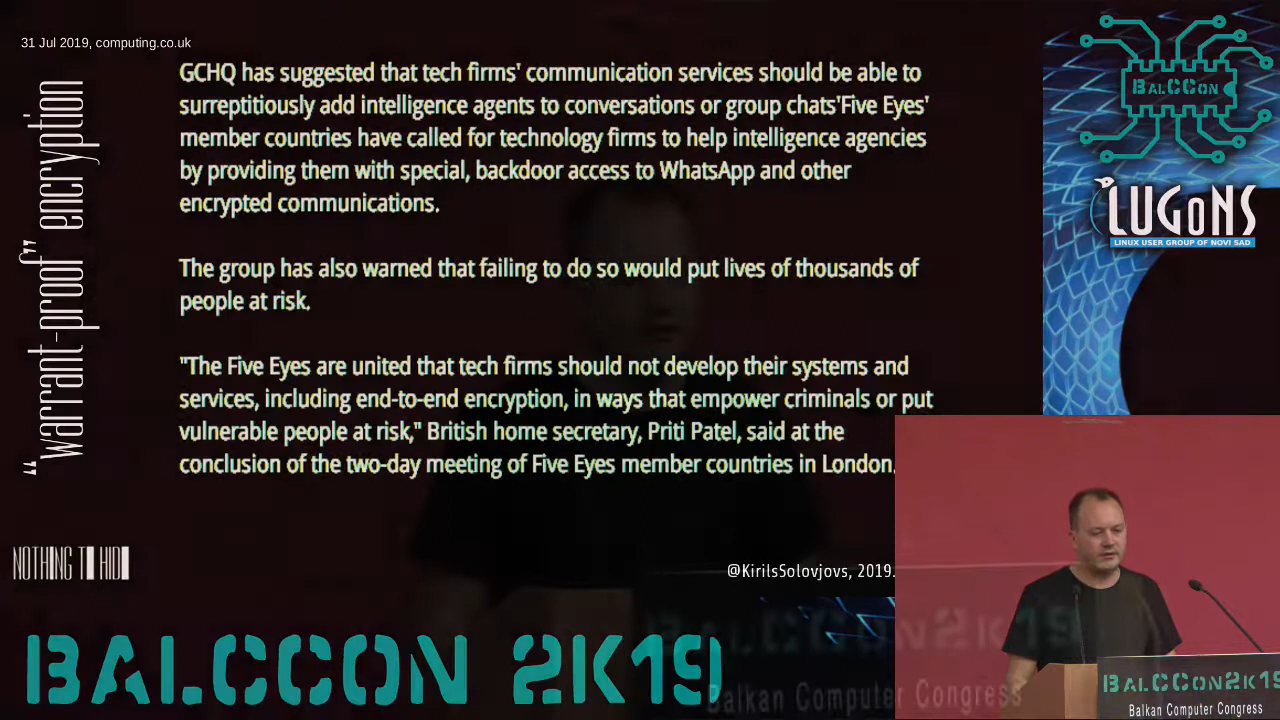 31 Jul 2019, computing.co.uk
"warrant-proof" encryption
GCHQ has suggested that tech firms' communication services should be able to
surreptitiously add intelligence agents to conversations or group chats'Five Eyes'
member countries have called for technology firms to help intelligence agencies
by providing them with special, backdoor access to WhatsApp and other
encrypted communications.
The group has also warned that failing to do so would put lives of thousands of
people at risk.
"The Five Eyes are united that tech firms should not develop their systems and
services, including end-to-end encryption, in ways that empower criminals or put
vulnerable people at risk," British home secretary, Priti Patel, said at the
conclusion of the two-day meeting of Five Eyes member countries in London.
NOTHING TO HIDE
@KirilsSolovjovs, 2019.
BALCCON
LUGONS
LINUX USER GROUP OF NOVI SAD
BALCCON 2K19
BALCCON2K19
Balkan Computer Congress
BALCCON2K19
Balkan Computer Congress